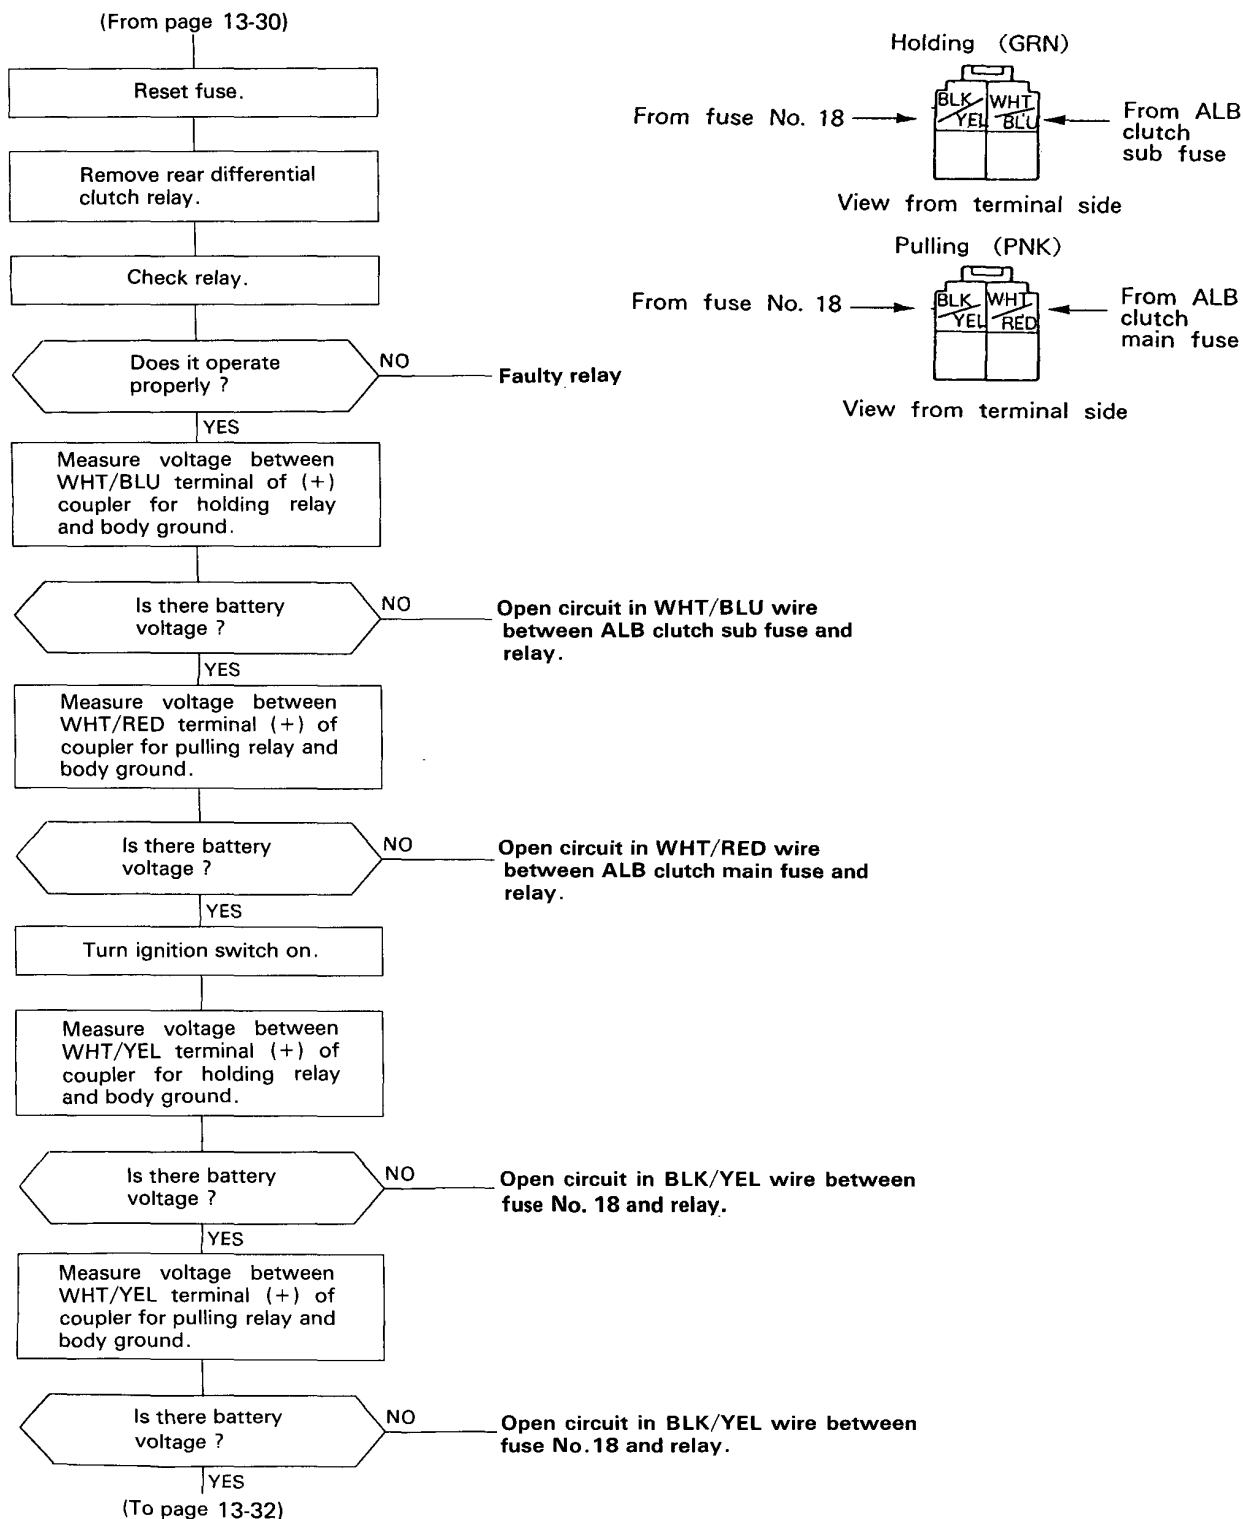 (From page 13-30)
Reset fuse.
Remove rear differential
clutch relay.
Check relay.
Does it operate
properly ?
NO
Faulty relay
YES
Measure voltage between
WHT/BLU terminal of (+)
coupler for holding relay
and body ground.
Is there battery
voltage ?
NO
Open circuit in WHT/BLU wire
between ALB clutch sub fuse and
relay.
YES
Measure voltage between
WHT/RED terminal (+) of
coupler for pulling relay and
body ground.
Is there battery
voltage ?
NO
Open circuit in WHT/RED wire
between ALB clutch main fuse and
relay.
YES
Turn ignition switch on.
Measure voltage between
WHT/YEL terminal (+) of
coupler for holding relay
and body ground.
Is there battery
voltage ?
NO
Open circuit in BLK/YEL wire between
fuse No. 18 and relay.
YES
Measure voltage between
WHT/YEL terminal (+) of
coupler for pulling relay and
body ground.
Is there battery
voltage ?
NO
Open circuit in BLK/YEL wire between
fuse No.18 and relay.
YES
(To page 13-32)
Holding (GRN)
From fuse No. 18
BLK/YEL
WHT/BLU
From ALB
clutch
sub fuse
View from terminal side
Pulling (PNK)
From fuse No. 18
BLK/YEL
WHT/RED
From ALB
clutch
main fuse
View from terminal side